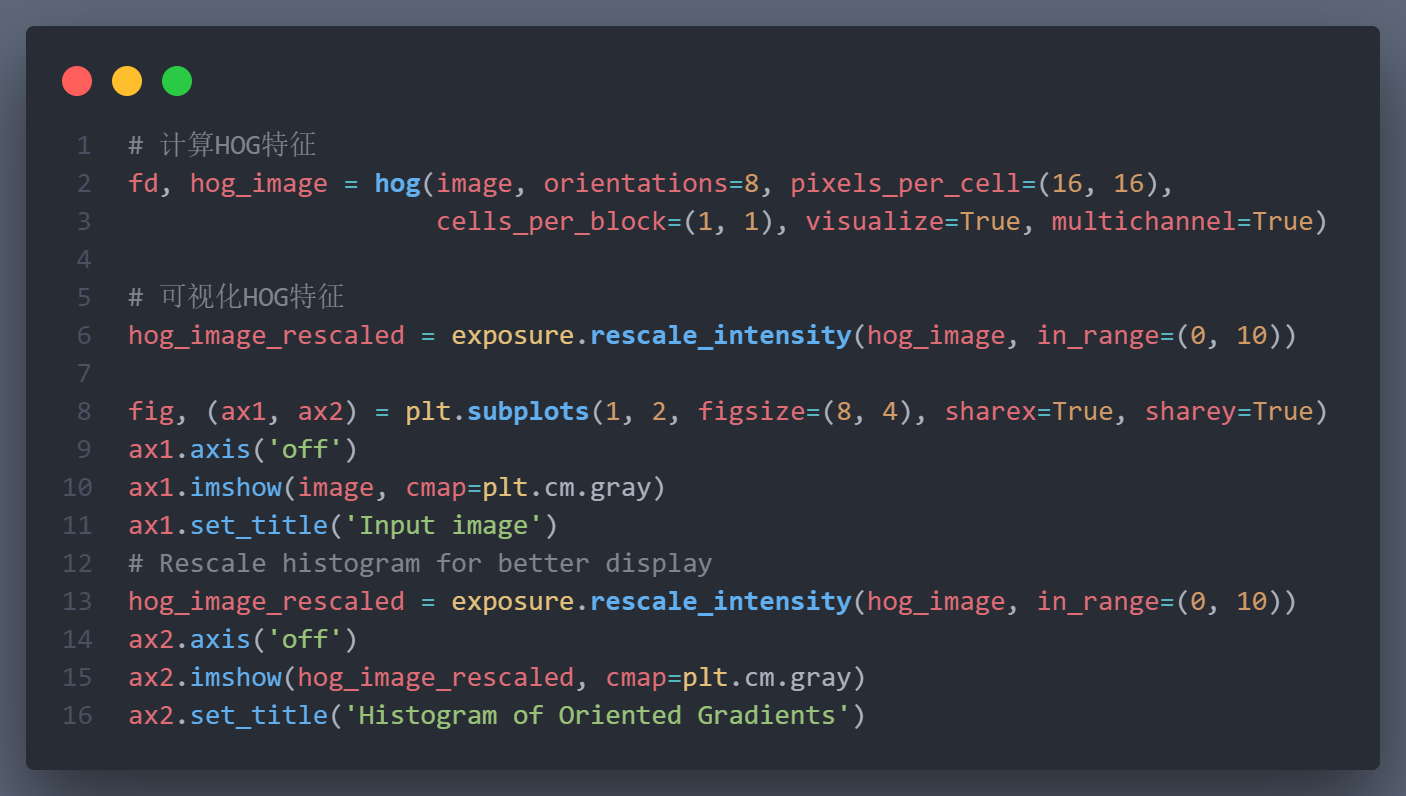 1 # 计算HOG特征
2 fd, hog_image = hog(image, orientations=8, pixels_per_cell=(16, 16),
3                     cells_per_block=(1, 1), visualize=True, multichannel=True)
4
5 # 可视化HOG特征
6 hog_image_rescaled = exposure.rescale_intensity(hog_image, in_range=(0, 10))
7
8 fig, (ax1, ax2) = plt.subplots(1, 2, figsize=(8, 4), sharex=True, sharey=True)
9 ax1.axis('off')
10 ax1.imshow(image, cmap=plt.cm.gray)
11 ax1.set_title('Input image')
12 # Rescale histogram for better display
13 hog_image_rescaled = exposure.rescale_intensity(hog_image, in_range=(0, 10))
14 ax2.axis('off')
15 ax2.imshow(hog_image_rescaled, cmap=plt.cm.gray)
16 ax2.set_title('Histogram of Oriented Gradients')